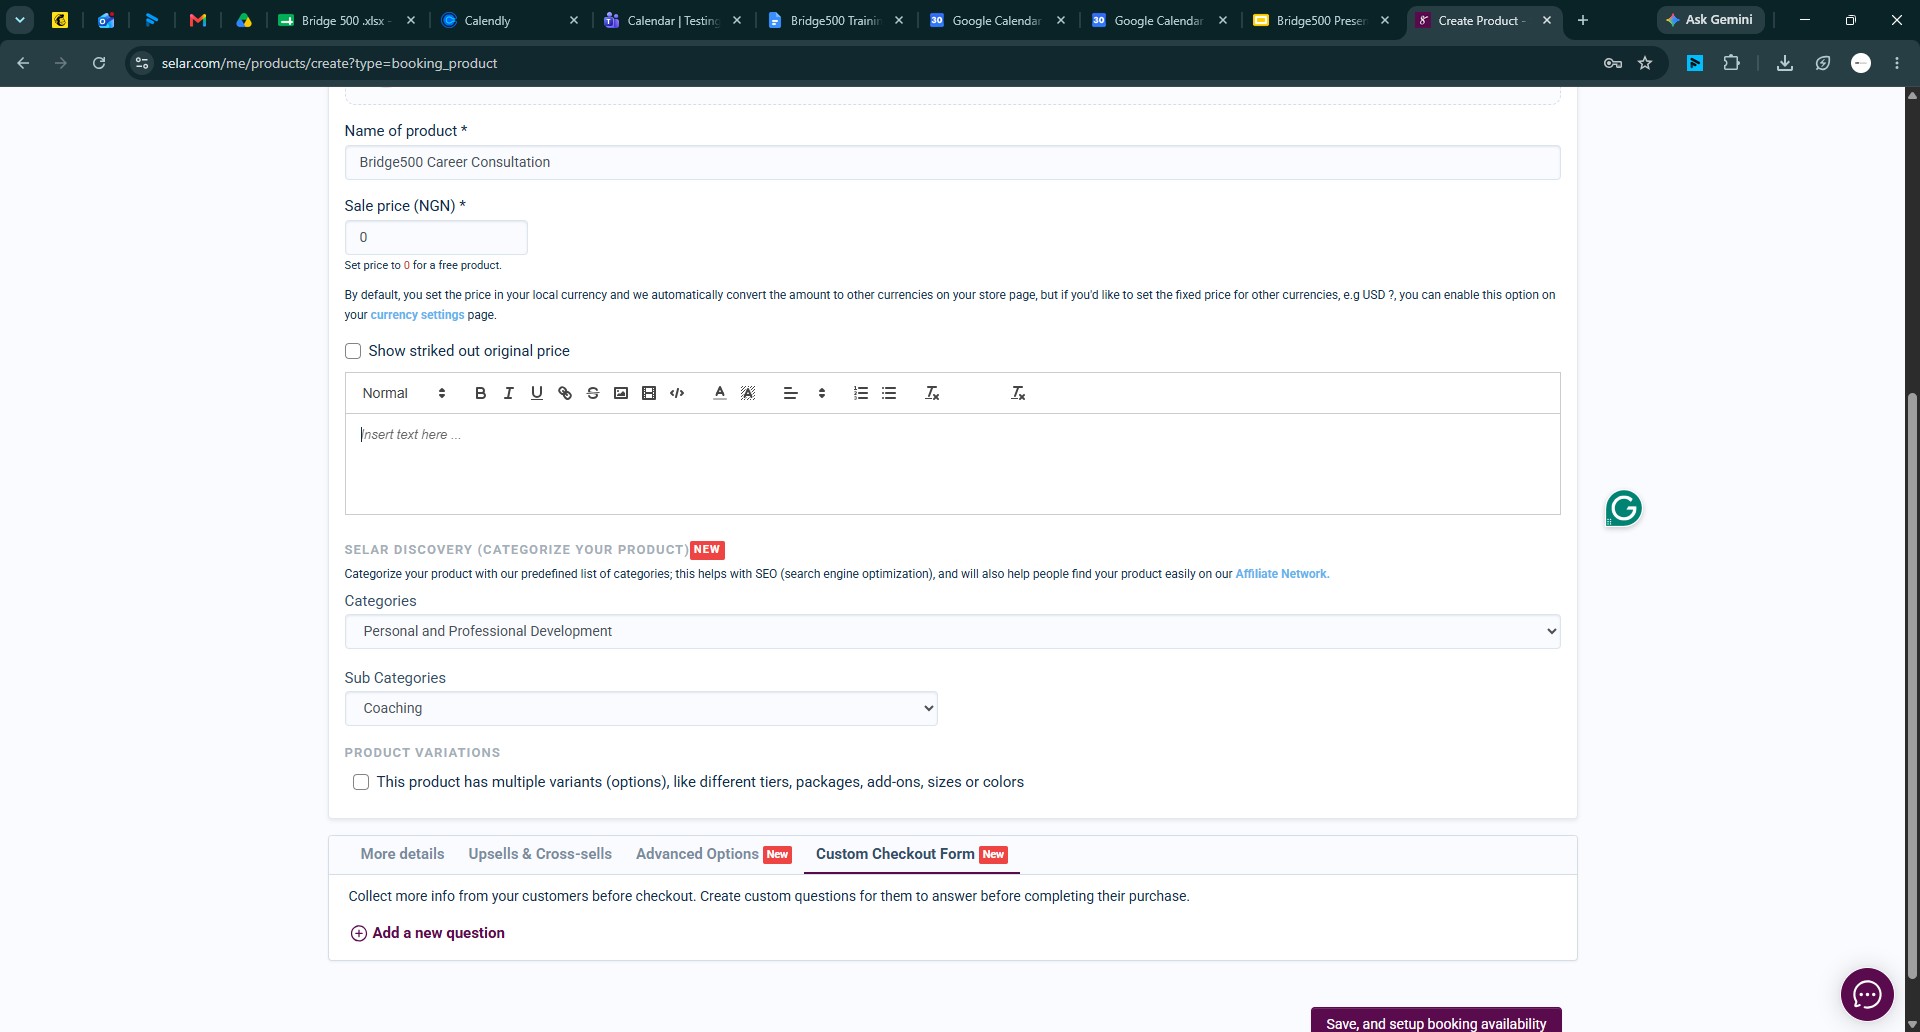 Bridge 500 .xlsx -
Calendly
Calendar | Testing
Bridge500 Trainin
Google Calendar
Google Calendar
Bridge500 Presen
Create Product -
Ask Gemini
selar.com/me/products/create?type=booking_product
Name of product *
Bridge500 Career Consultation
Sale price (NGN) *
0
Set price to 0 for a free product.
By default, you set the price in your local currency and we automatically convert the amount to other currencies on your store page, but if you'd like to set the fixed price for other currencies, e.g USD ?, you can enable this option on
your currency settings page.
Show striked out original price
Normal
Insert text here ...
SELAR DISCOVERY (CATEGORIZE YOUR PRODUCT) NEW
Categorize your product with our predefined list of categories; this helps with SEO (search engine optimization), and will also help people find your product easily on our Affiliate Network.
Categories
Personal and Professional Development
Sub Categories
Coaching
PRODUCT VARIATIONS
This product has multiple variants (options), like different tiers, packages, add-ons, sizes or colors
More details Upsells & Cross-sells Advanced Options New Custom Checkout Form New
Collect more info from your customers before checkout. Create custom questions for them to answer before completing their purchase.
Add a new question
Save, and setup booking availability